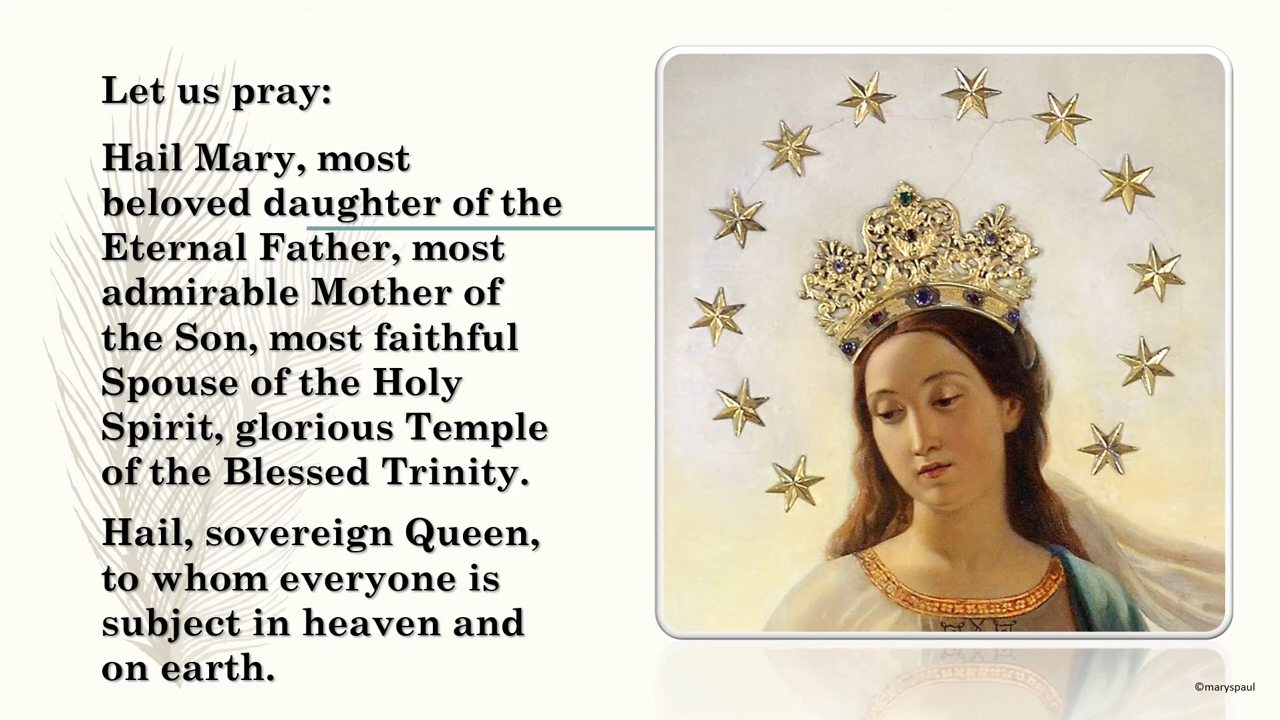 Let us pray:
Hail Mary, most
beloved daughter of the
Eternal Father, most
admirable Mother of
the Son, most faithful
Spouse of the Holy
Spirit, glorious Temple
of the Blessed Trinity.
Hail, sovereign Queen,
to whom everyone is
subject in heaven and
on earth.
©maryspaul